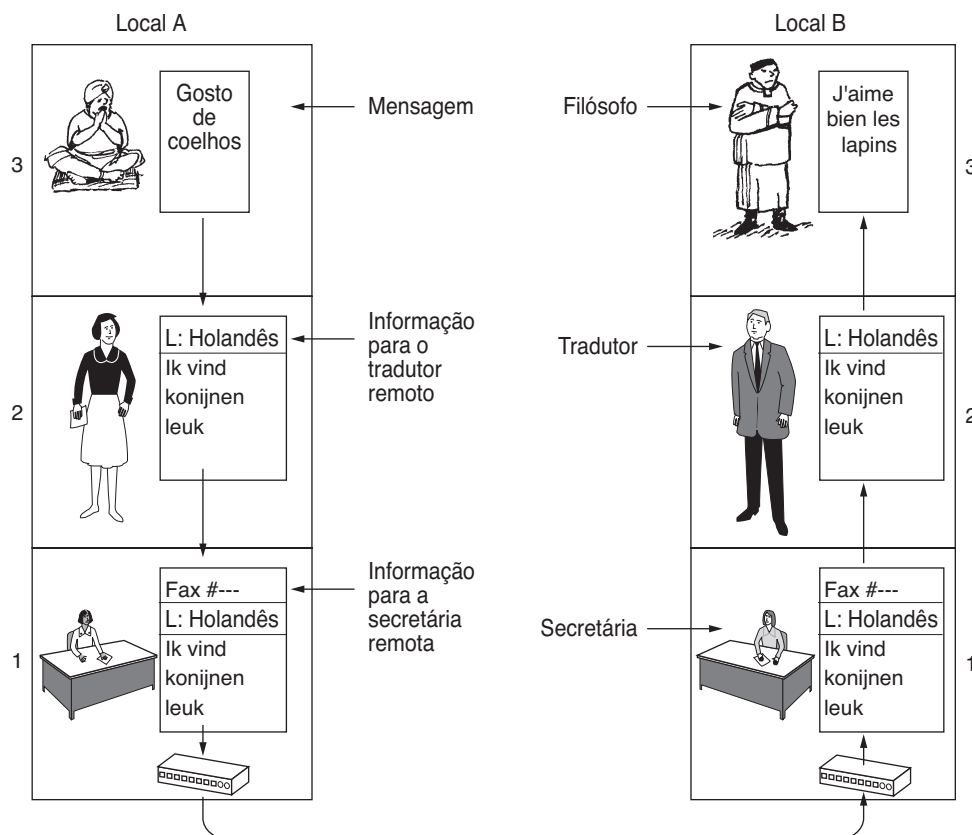 Local A
Local B
Gosto
de
coelhos
Mensagem
Filósofo
J'aime
bien les
lapins
3
3
L: Holandês
Ik vind
konijnen
leuk
Informação
para o
tradutor
remoto
Tradutor
L: Holandês
Ik vind
konijnen
leuk
2
2
Fax #---
L: Holandês
Ik vind
konijnen
leuk
Informação
para a
secretária
remota
Secretária
Fax #---
L: Holandês
Ik vind
konijnen
leuk
1
1